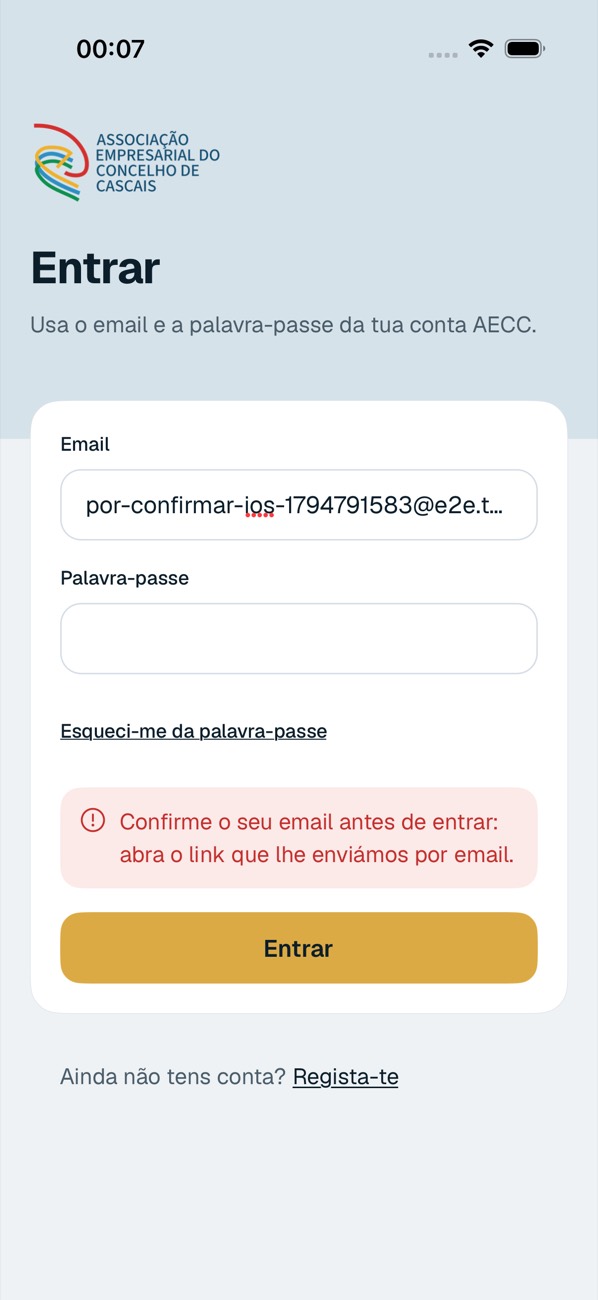 00:07
ASSOCIAÇÃO
EMPRESARIAL DO
CONCELHO DE
CASCAIS
Entrar
Usa o email e a palavra-passe da tua conta AECC.
Email
por-confirmar-ios-1794791583@e2e.t…
Palavra-passe
Esqueci-me da palavra-passe
Confirme o seu email antes de entrar:
abra o link que lhe enviámos por email.
Entrar
Ainda não tens conta? Regista-te